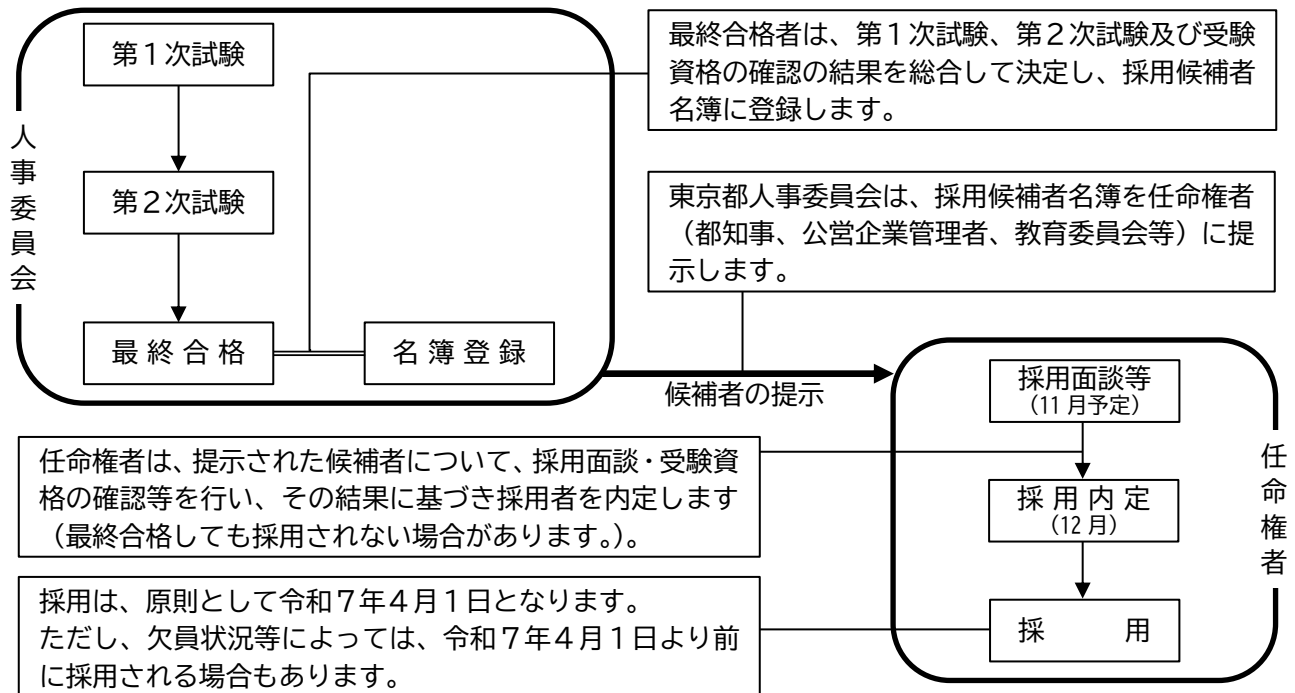 人事委員会
第１次試験
第２次試験
最終合格
名簿登録
最終合格者は、第１次試験、第２次試験及び受験
資格の確認の結果を総合して決定し、採用候補者
名簿に登録します。
東京都人事委員会は、採用候補者名簿を任命権者
（都知事、公営企業管理者、教育委員会等）に提
示します。
候補者の提示
任命権者
採用面談等
（11月予定）
採用内定
（12月）
採用
任命権者は、提示された候補者について、採用面談・受験資
格の確認等を行い、その結果に基づき採用者を内定します
（最終合格しても採用されない場合があります。）。
採用は、原則として令和７年４月１日となります。
ただし、欠員状況等によっては、令和７年４月１日より前
に採用される場合もあります。